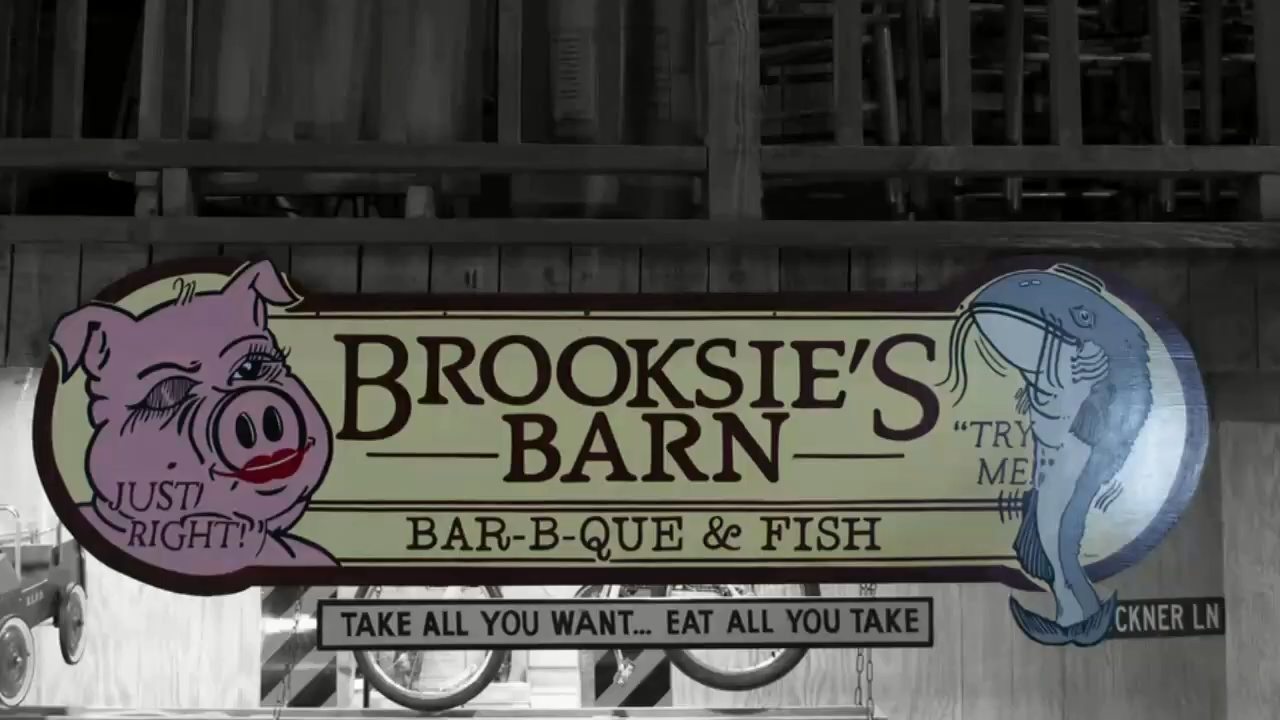 BROOKSIE'S
BARN
BAR-B-QUE & FISH
JUST
RIGHT!"
"TRY
ME!"
TAKE ALL YOU WANT... EAT ALL YOU TAKE
CKNER LN